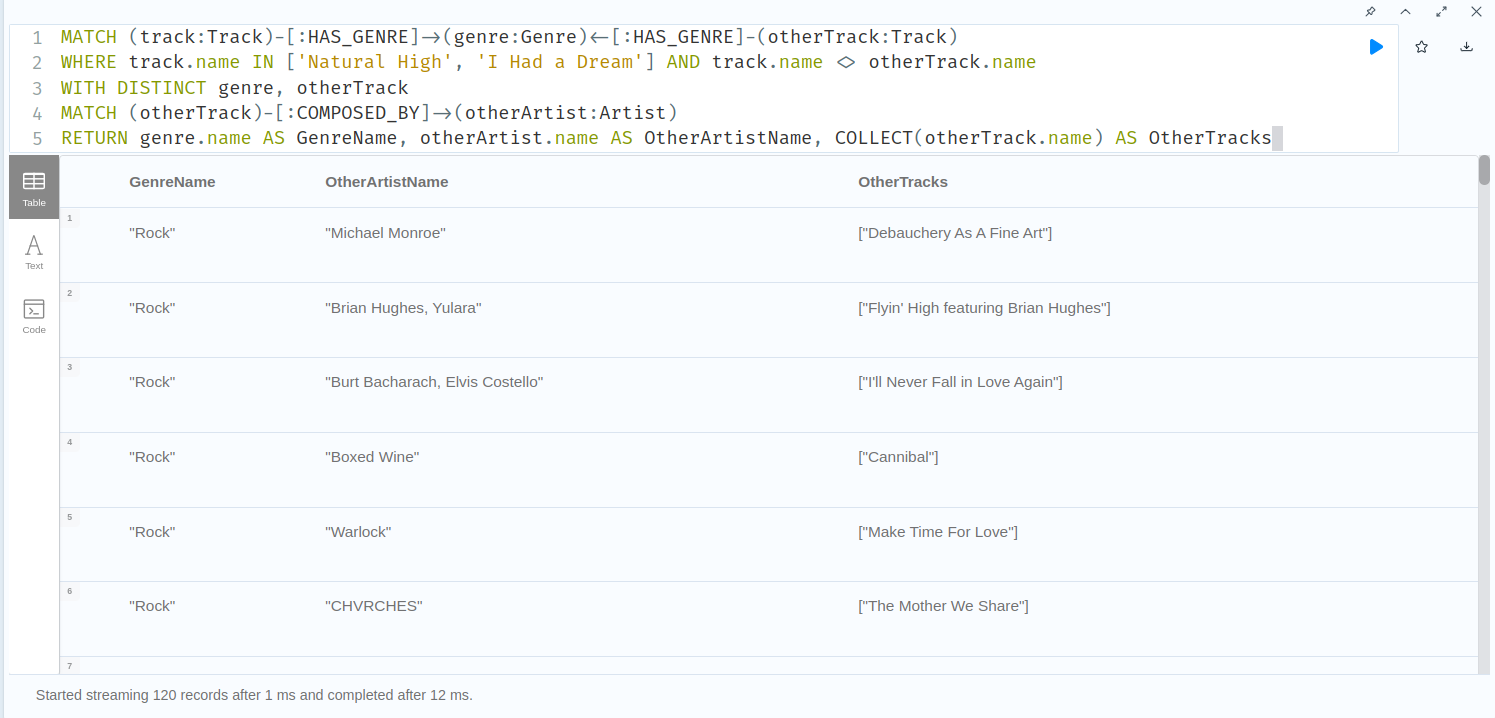 1 MATCH (track:Track)-[:HAS_GENRE]->(genre:Genre)<-[:HAS_GENRE]-(otherTrack:Track)
2 WHERE track.name IN ['Natural High', 'I Had a Dream'] AND track.name <> otherTrack.name
3 WITH DISTINCT genre, otherTrack
4 MATCH (otherTrack)-[:COMPOSED_BY]->(otherArtist:Artist)
5 RETURN genre.name AS GenreName, otherArtist.name AS OtherArtistName, COLLECT(otherTrack.name) AS OtherTracks
Table
Text
Code
GenreName OtherArtistName OtherTracks
1 "Rock" "Michael Monroe" ["Debauchery As A Fine Art"]
2 "Rock" "Brian Hughes, Yulara" ["Flyin' High featuring Brian Hughes"]
3 "Rock" "Burt Bacharach, Elvis Costello" ["I'll Never Fall in Love Again"]
4 "Rock" "Boxed Wine" ["Cannibal"]
5 "Rock" "Warlock" ["Make Time For Love"]
6 "Rock" "CHVRCHES" ["The Mother We Share"]
7
Started streaming 120 records after 1 ms and completed after 12 ms.